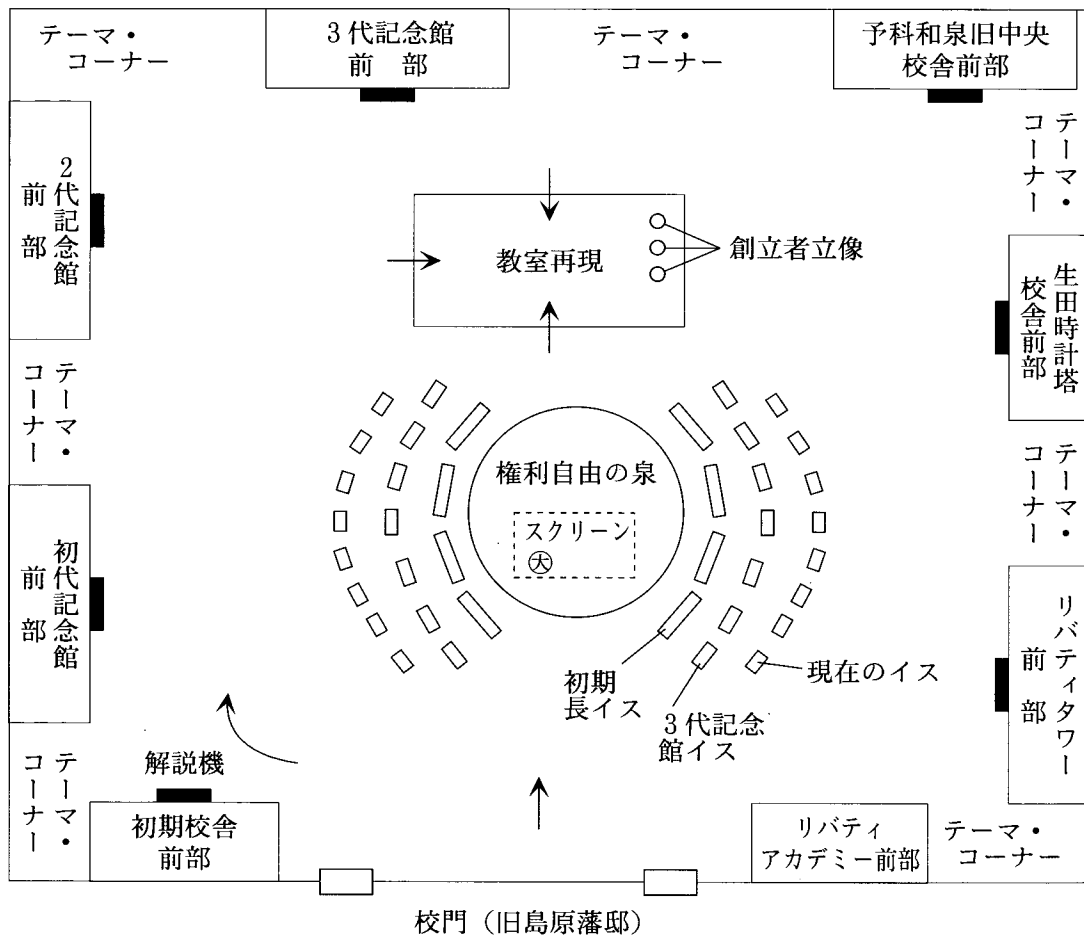 テーマ・
コーナー
3代記念館
前　部
テーマ・
コーナー
予科和泉旧中央
校舎前部
2代記念館
前　部
テーマ・
コーナー
教室再現
創立者立像
生田時計塔
校舎前部
テーマ・
コーナー
権利自由の泉
スクリーン
大
テーマ・
コーナー
初代記念館
前　部
リバティタワー
前　部
初期
長イス
3代記念
館イス
現在のイス
テーマ・
コーナー
解説機
初期校舎
前部
リバティ
アカデミー前部
テーマ・
コーナー
校門（旧島原藩邸）